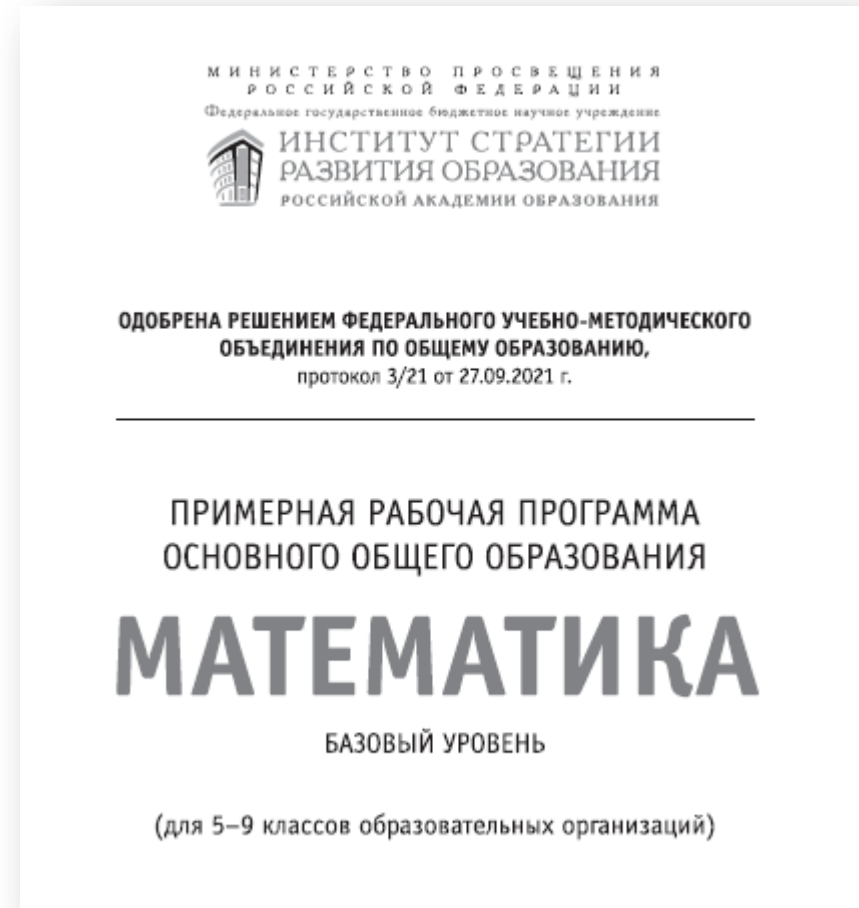 МИНИСТЕРСТВО ПРОСВЕЩЕНИЯ
РОССИЙСКОЙ ФЕДЕРАЦИИ
Федеральное государственное бюджетное научное учреждение
ИНСТИТУТ СТРАТЕГИИ
РАЗВИТИЯ ОБРАЗОВАНИЯ
РОССИЙСКОЙ АКАДЕМИИ ОБРАЗОВАНИЯ
ОДОБРЕНА РЕШЕНИЕМ ФЕДЕРАЛЬНОГО УЧЕБНО-МЕТОДИЧЕСКОГО
ОБЪЕДИНЕНИЯ ПО ОБЩЕМУ ОБРАЗОВАНИЮ,
протокол 3/21 от 27.09.2021 г.
ПРИМЕРНАЯ РАБОЧАЯ ПРОГРАММА
ОСНОВНОГО ОБЩЕГО ОБРАЗОВАНИЯ
МАТЕМАТИКА
БАЗОВЫЙ УРОВЕНЬ
(для 5–9 классов образовательных организаций)